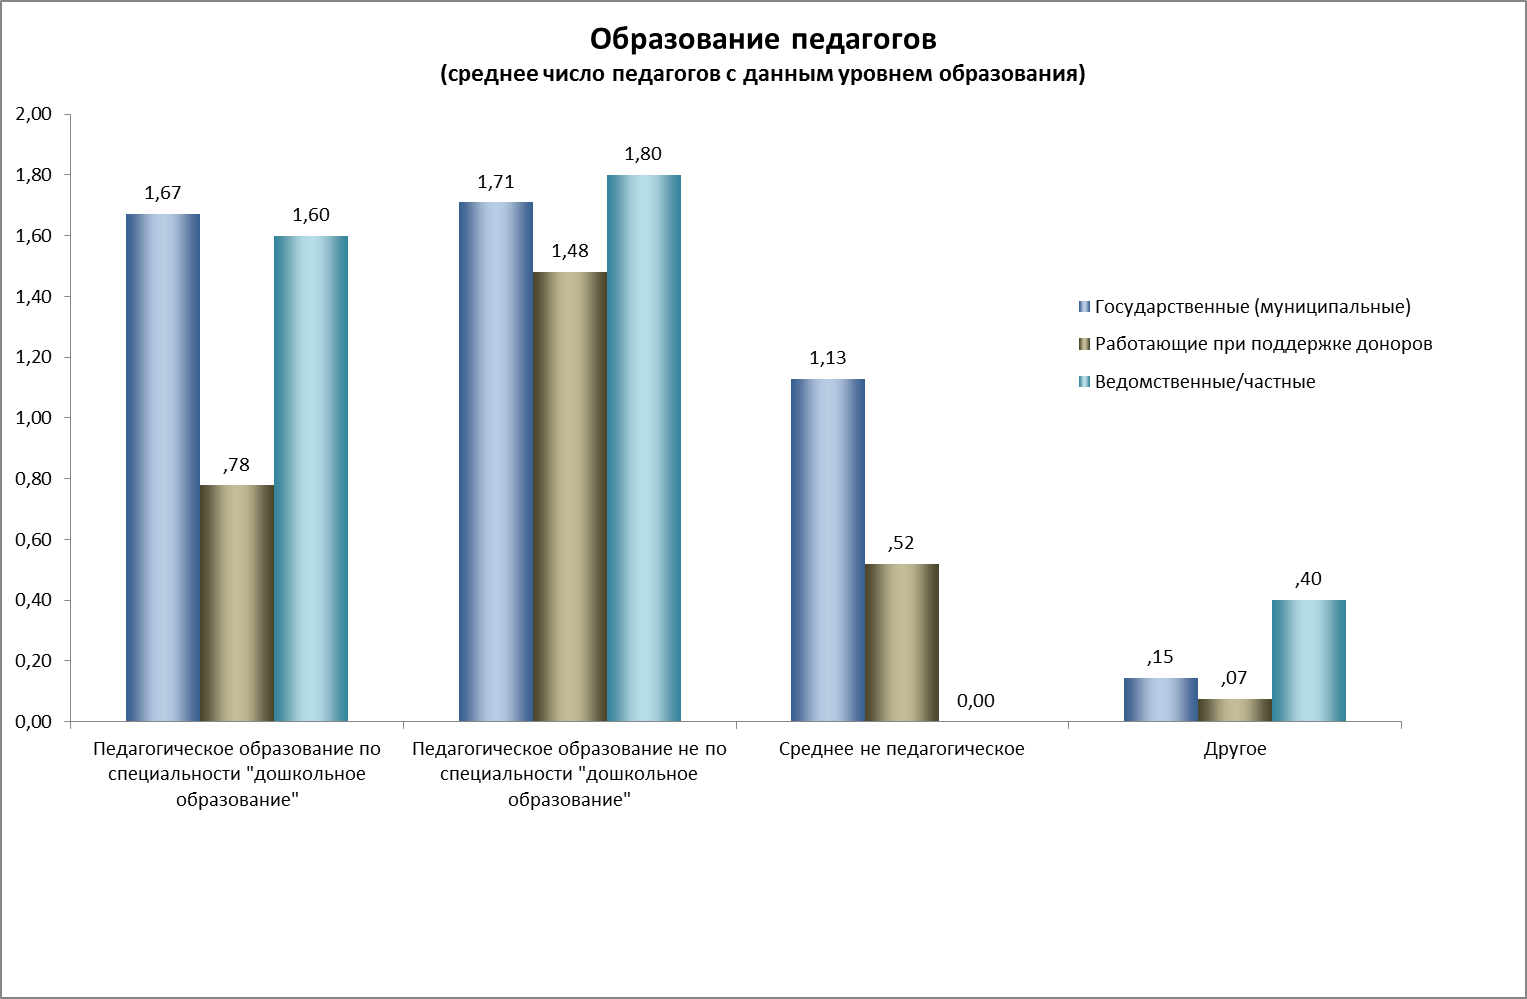 Образование педагогов
(среднее число педагогов с данным уровнем образования)
2,00
1,80
1,60
1,40
1,20
1,00
0,80
0,60
0,40
0,20
0,00
1,67
,78
1,60
1,71
1,48
1,80
1,13
,52
0,00
,15
,07
,40
Государственные (муниципальные)
Работающие при поддержке доноров
Ведомственные/частные
Педагогическое образование по
специальности "дошкольное
образование"
Педагогическое образование не по
специальности "дошкольное
образование"
Среднее не педагогическое
Другое